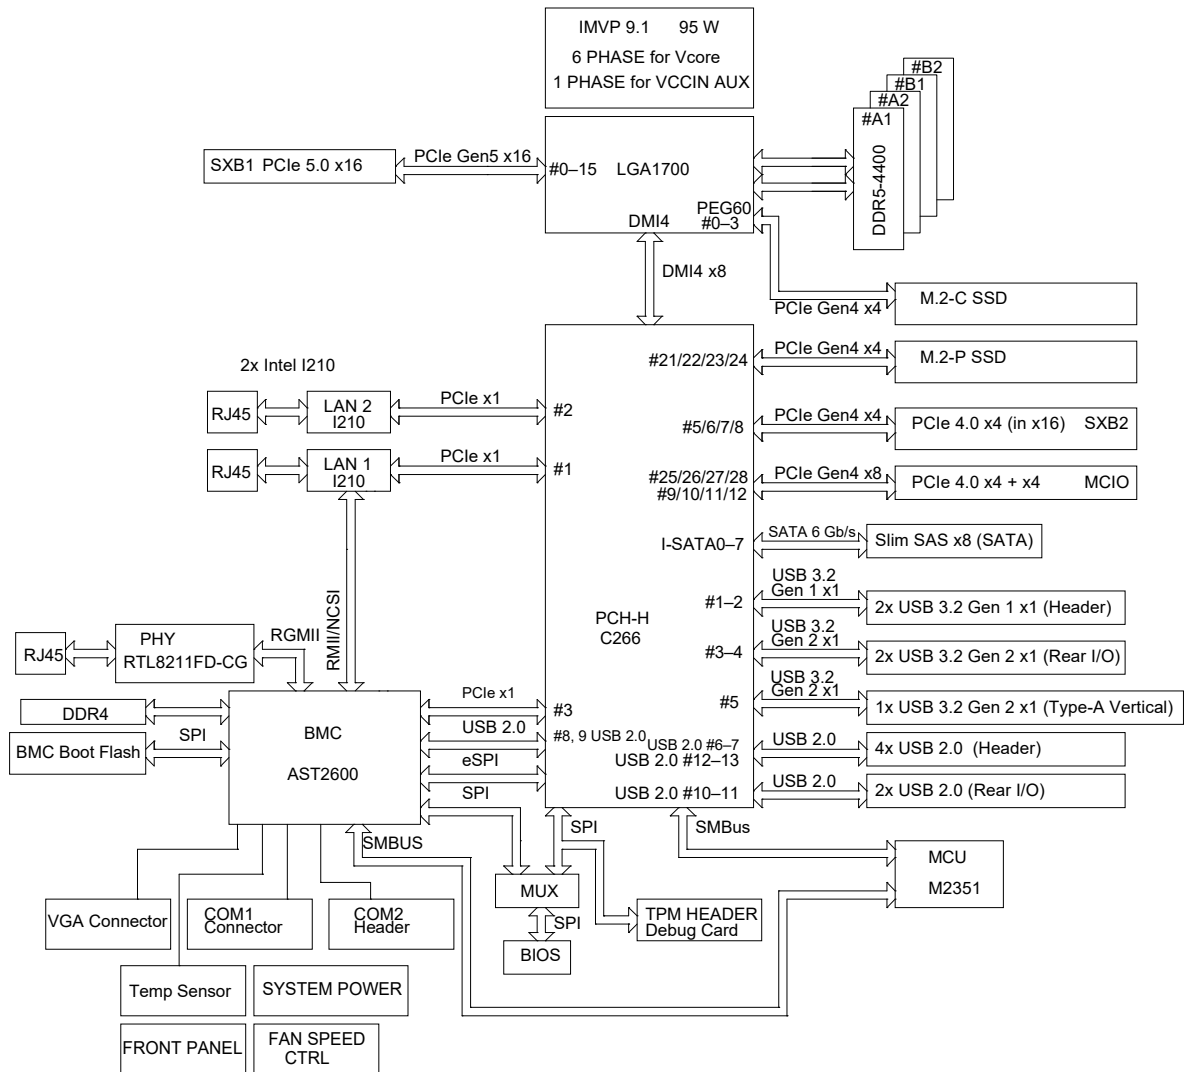 IMVP 9.1 95 W
6 PHASE for Vcore
1 PHASE for VCCIN AUX
#B2
#B1
#A2
#A1
DDR5-4400
SXB1 PCIe 5.0 x16
PCIe Gen5 x16
#0–15
LGA1700
PEG60
#0–3
DMI4
DMI4 x8
PCIe Gen4 x4
M.2-C SSD
#21/22/23/24
PCIe Gen4 x4
M.2-P SSD
2x Intel I210
RJ45
LAN 2
I210
PCIe x1
#2
#5/6/7/8
PCIe Gen4 x4
PCIe 4.0 x4 (in x16) SXB2
RJ45
LAN 1
I210
PCIe x1
#1
#25/26/27/28
#9/10/11/12
PCIe Gen4 x8
PCIe 4.0 x4 + x4 MCIO
I-SATA0–7
SATA 6 Gb/s
Slim SAS x8 (SATA)
#1–2
USB 3.2
Gen 1 x1
2x USB 3.2 Gen 1 x1 (Header)
PCH-H
C266
#3–4
USB 3.2
Gen 2 x1
2x USB 3.2 Gen 2 x1 (Rear I/O)
#5
USB 3.2
Gen 2 x1
1x USB 3.2 Gen 2 x1 (Type-A Vertical)
RJ45
PHY
RTL8211FD-CG
RGMII
RMII/NCSI
DDR4
BMC Boot Flash
SPI
BMC
AST2600
PCIe x1
#3
USB 2.0
#8, 9 USB 2.0
eSPI
SPI
USB 2.0 #6–7
USB 2.0 #12–13
USB 2.0
4x USB 2.0 (Header)
USB 2.0 #10–11
USB 2.0
2x USB 2.0 (Rear I/O)
SMBUS
SPI
SMBus
MCU
M2351
MUX
SPI
BIOS
TPM HEADER
Debug Card
VGA Connector
COM1
Connector
COM2
Header
Temp Sensor
SYSTEM POWER
FRONT PANEL
FAN SPEED
CTRL